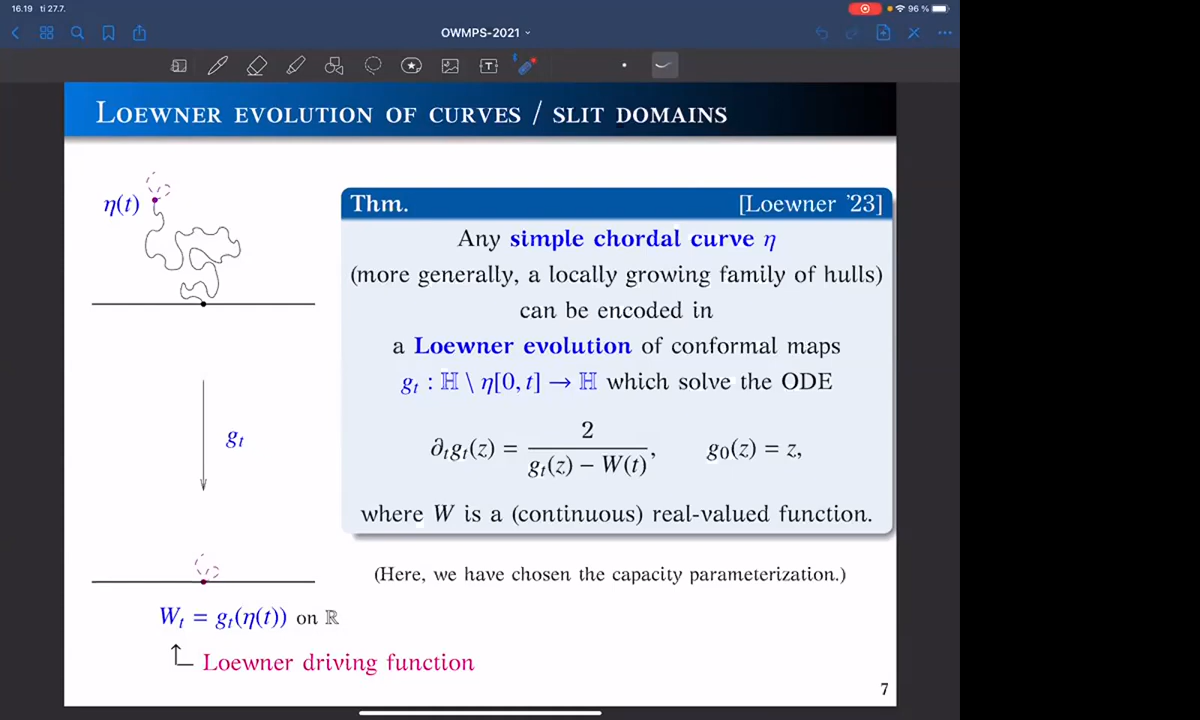 16.19 ti 27.7.
96 %
OWMPS-2021
T
LOEWNER EVOLUTION OF CURVES / SLIT DOMAINS
η(t)
g_t
W_t = g_t(η(t)) on ℝ
Loewner driving function
Thm. [Loewner '23]
Any simple chordal curve η
(more generally, a locally growing family of hulls)
can be encoded in
a Loewner evolution of conformal maps
g_t : ℍ \ η[0, t] → ℍ which solve the ODE
∂_t g_t(z) = 2 / (g_t(z) − W(t)), g_0(z) = z,
where W is a (continuous) real-valued function.
(Here, we have chosen the capacity parameterization.)
7